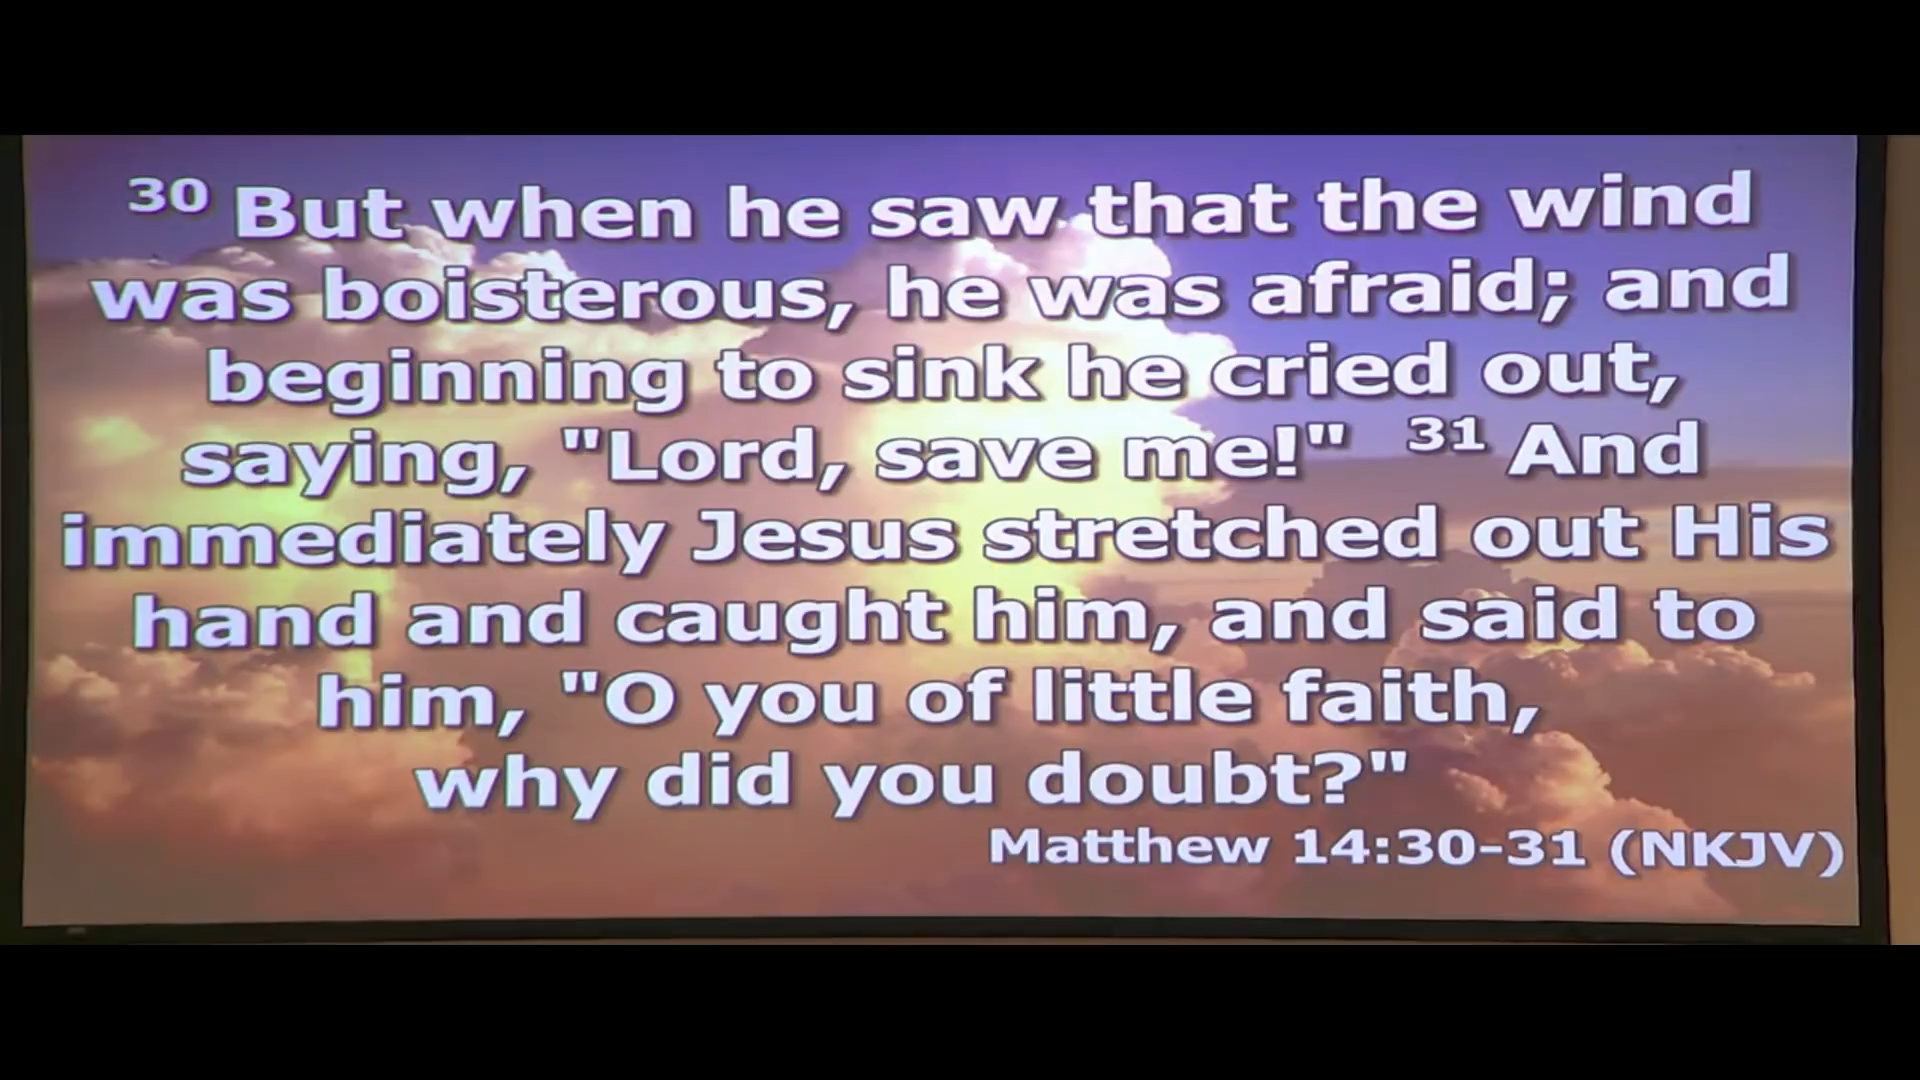 30 But when he saw that the wind
was boisterous, he was afraid; and
beginning to sink he cried out,
saying, "Lord, save me!" 31 And
immediately Jesus stretched out His
hand and caught him, and said to
him, "O you of little faith,
why did you doubt?"
Matthew 14:30-31 (NKJV)